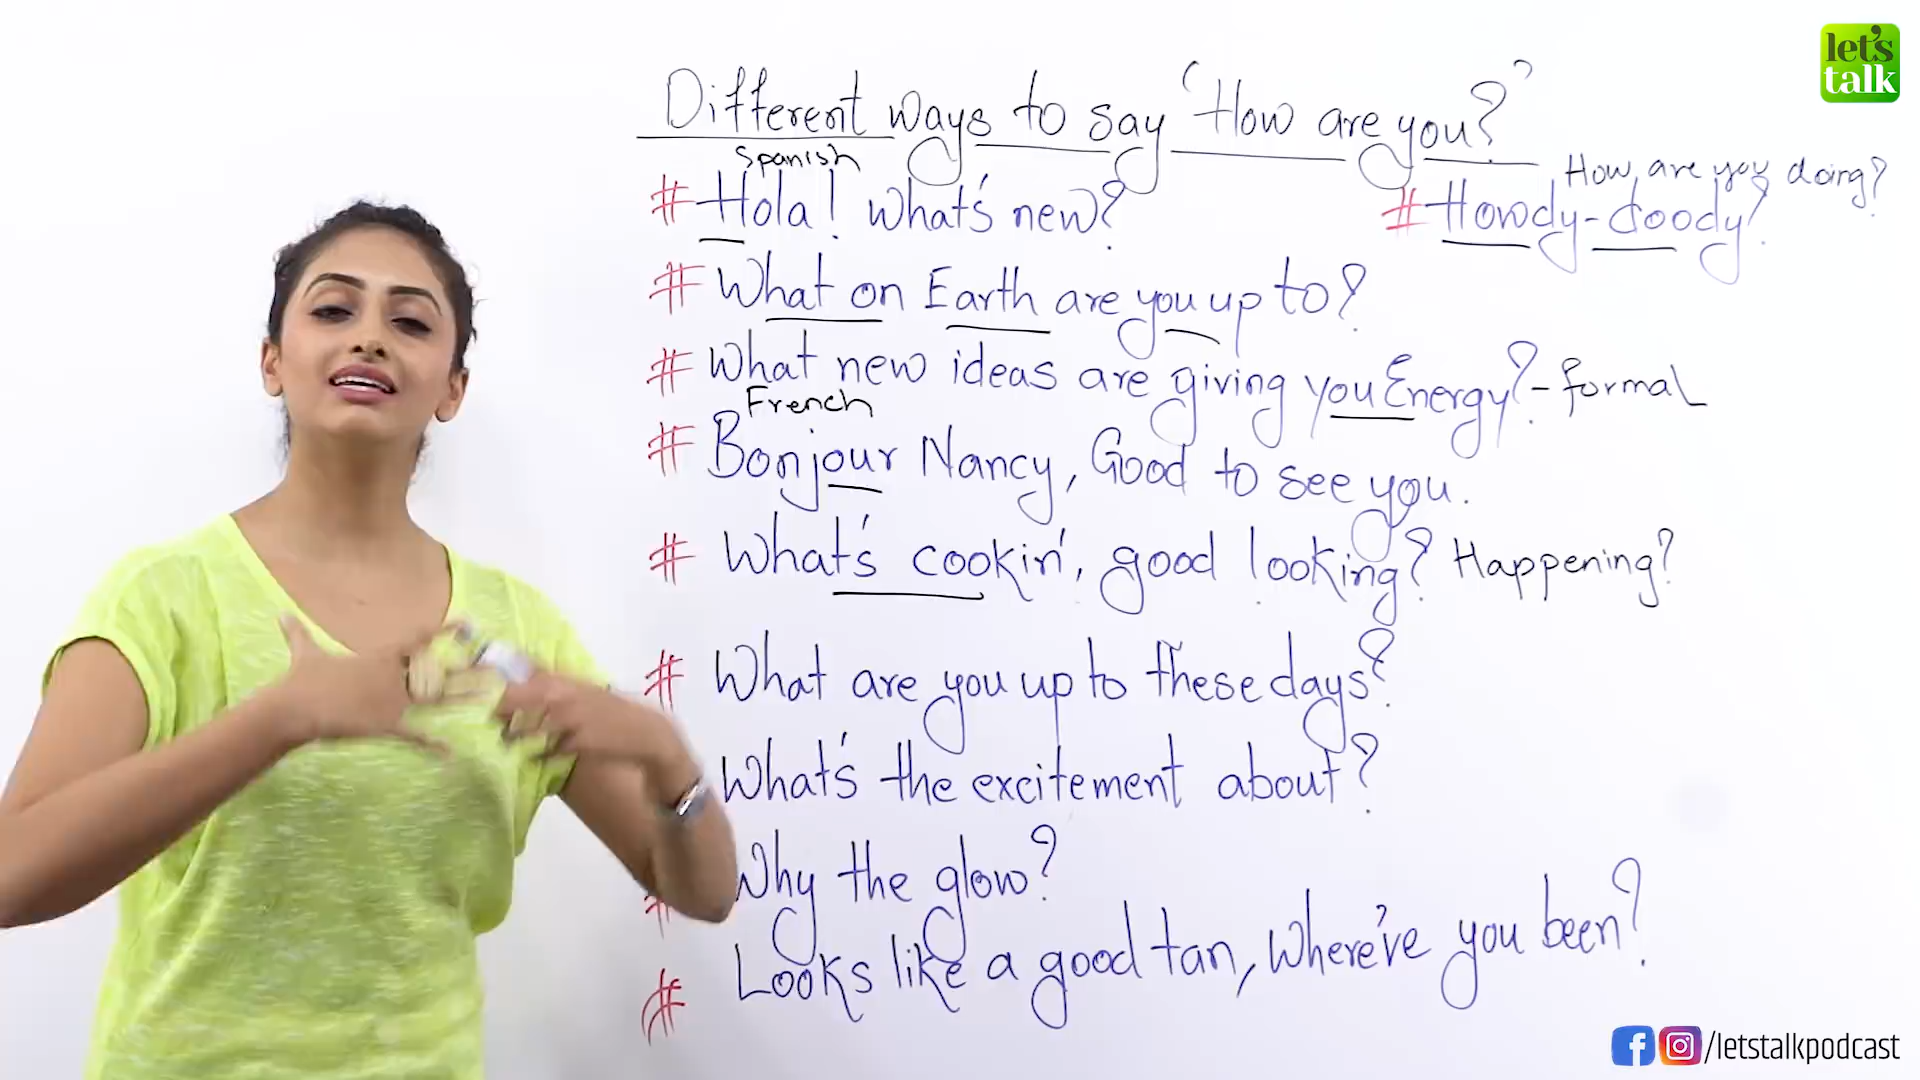 let's
talk
Different ways to say 'How are you?'
Spanish
# Hola! What's new?
How are you doing?
# Howdy-doody?
# What on Earth are you up to?
# What new ideas are giving you Energy? - formal
French
# Bonjour Nancy, Good to see you.
# What's cookin', good looking? Happening?
# What are you up to these days?
What's the excitement about?
# Why the glow?
# Looks like a good tan, Where've you been?
/letstalkpodcast